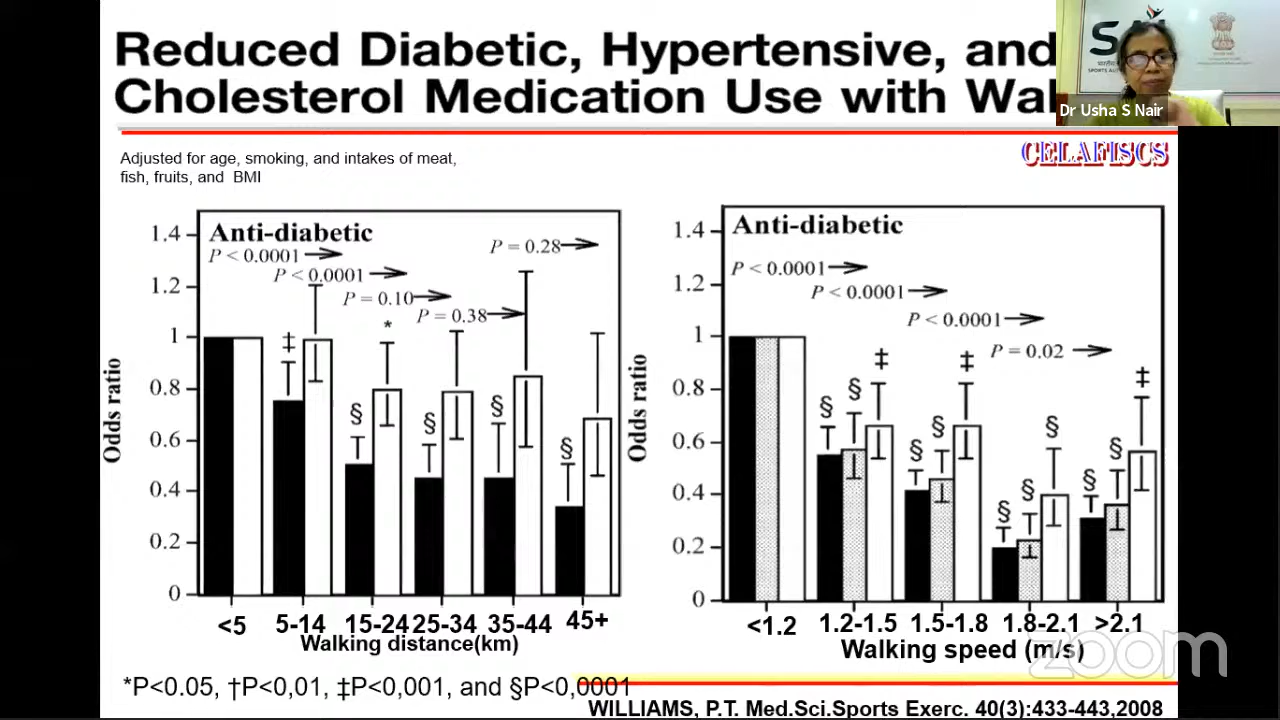 Reduced Diabetic, Hypertensive, and
Cholesterol Medication Use with Wal
Dr Usha S Nair
CELAFISCS
Adjusted for age, smoking, and intakes of meat,
fish, fruits, and BMI
Anti-diabetic
P < 0.0001
P < 0.0001
P = 0.10
P = 0.38
P = 0.28
1.4
1.2
1
0.8
0.6
0.4
0.2
0
Odds ratio
‡
§
*
§
§
§
<5 5-14 15-24 25-34 35-44 45+
Walking distance(km)
Anti-diabetic
P < 0.0001
P < 0.0001
P < 0.0001
P = 0.02
1.4
1.2
1
0.8
0.6
0.4
0.2
0
Odds ratio
§ § ‡
§ § ‡
§ § §
§ § ‡
<1.2 1.2-1.5 1.5-1.8 1.8-2.1 >2.1
Walking speed (m/s)
zoom
*P<0.05, †P<0,01, ‡P<0,001, and §P<0,0001
WILLIAMS, P.T. Med.Sci.Sports Exerc. 40(3):433-443,2008